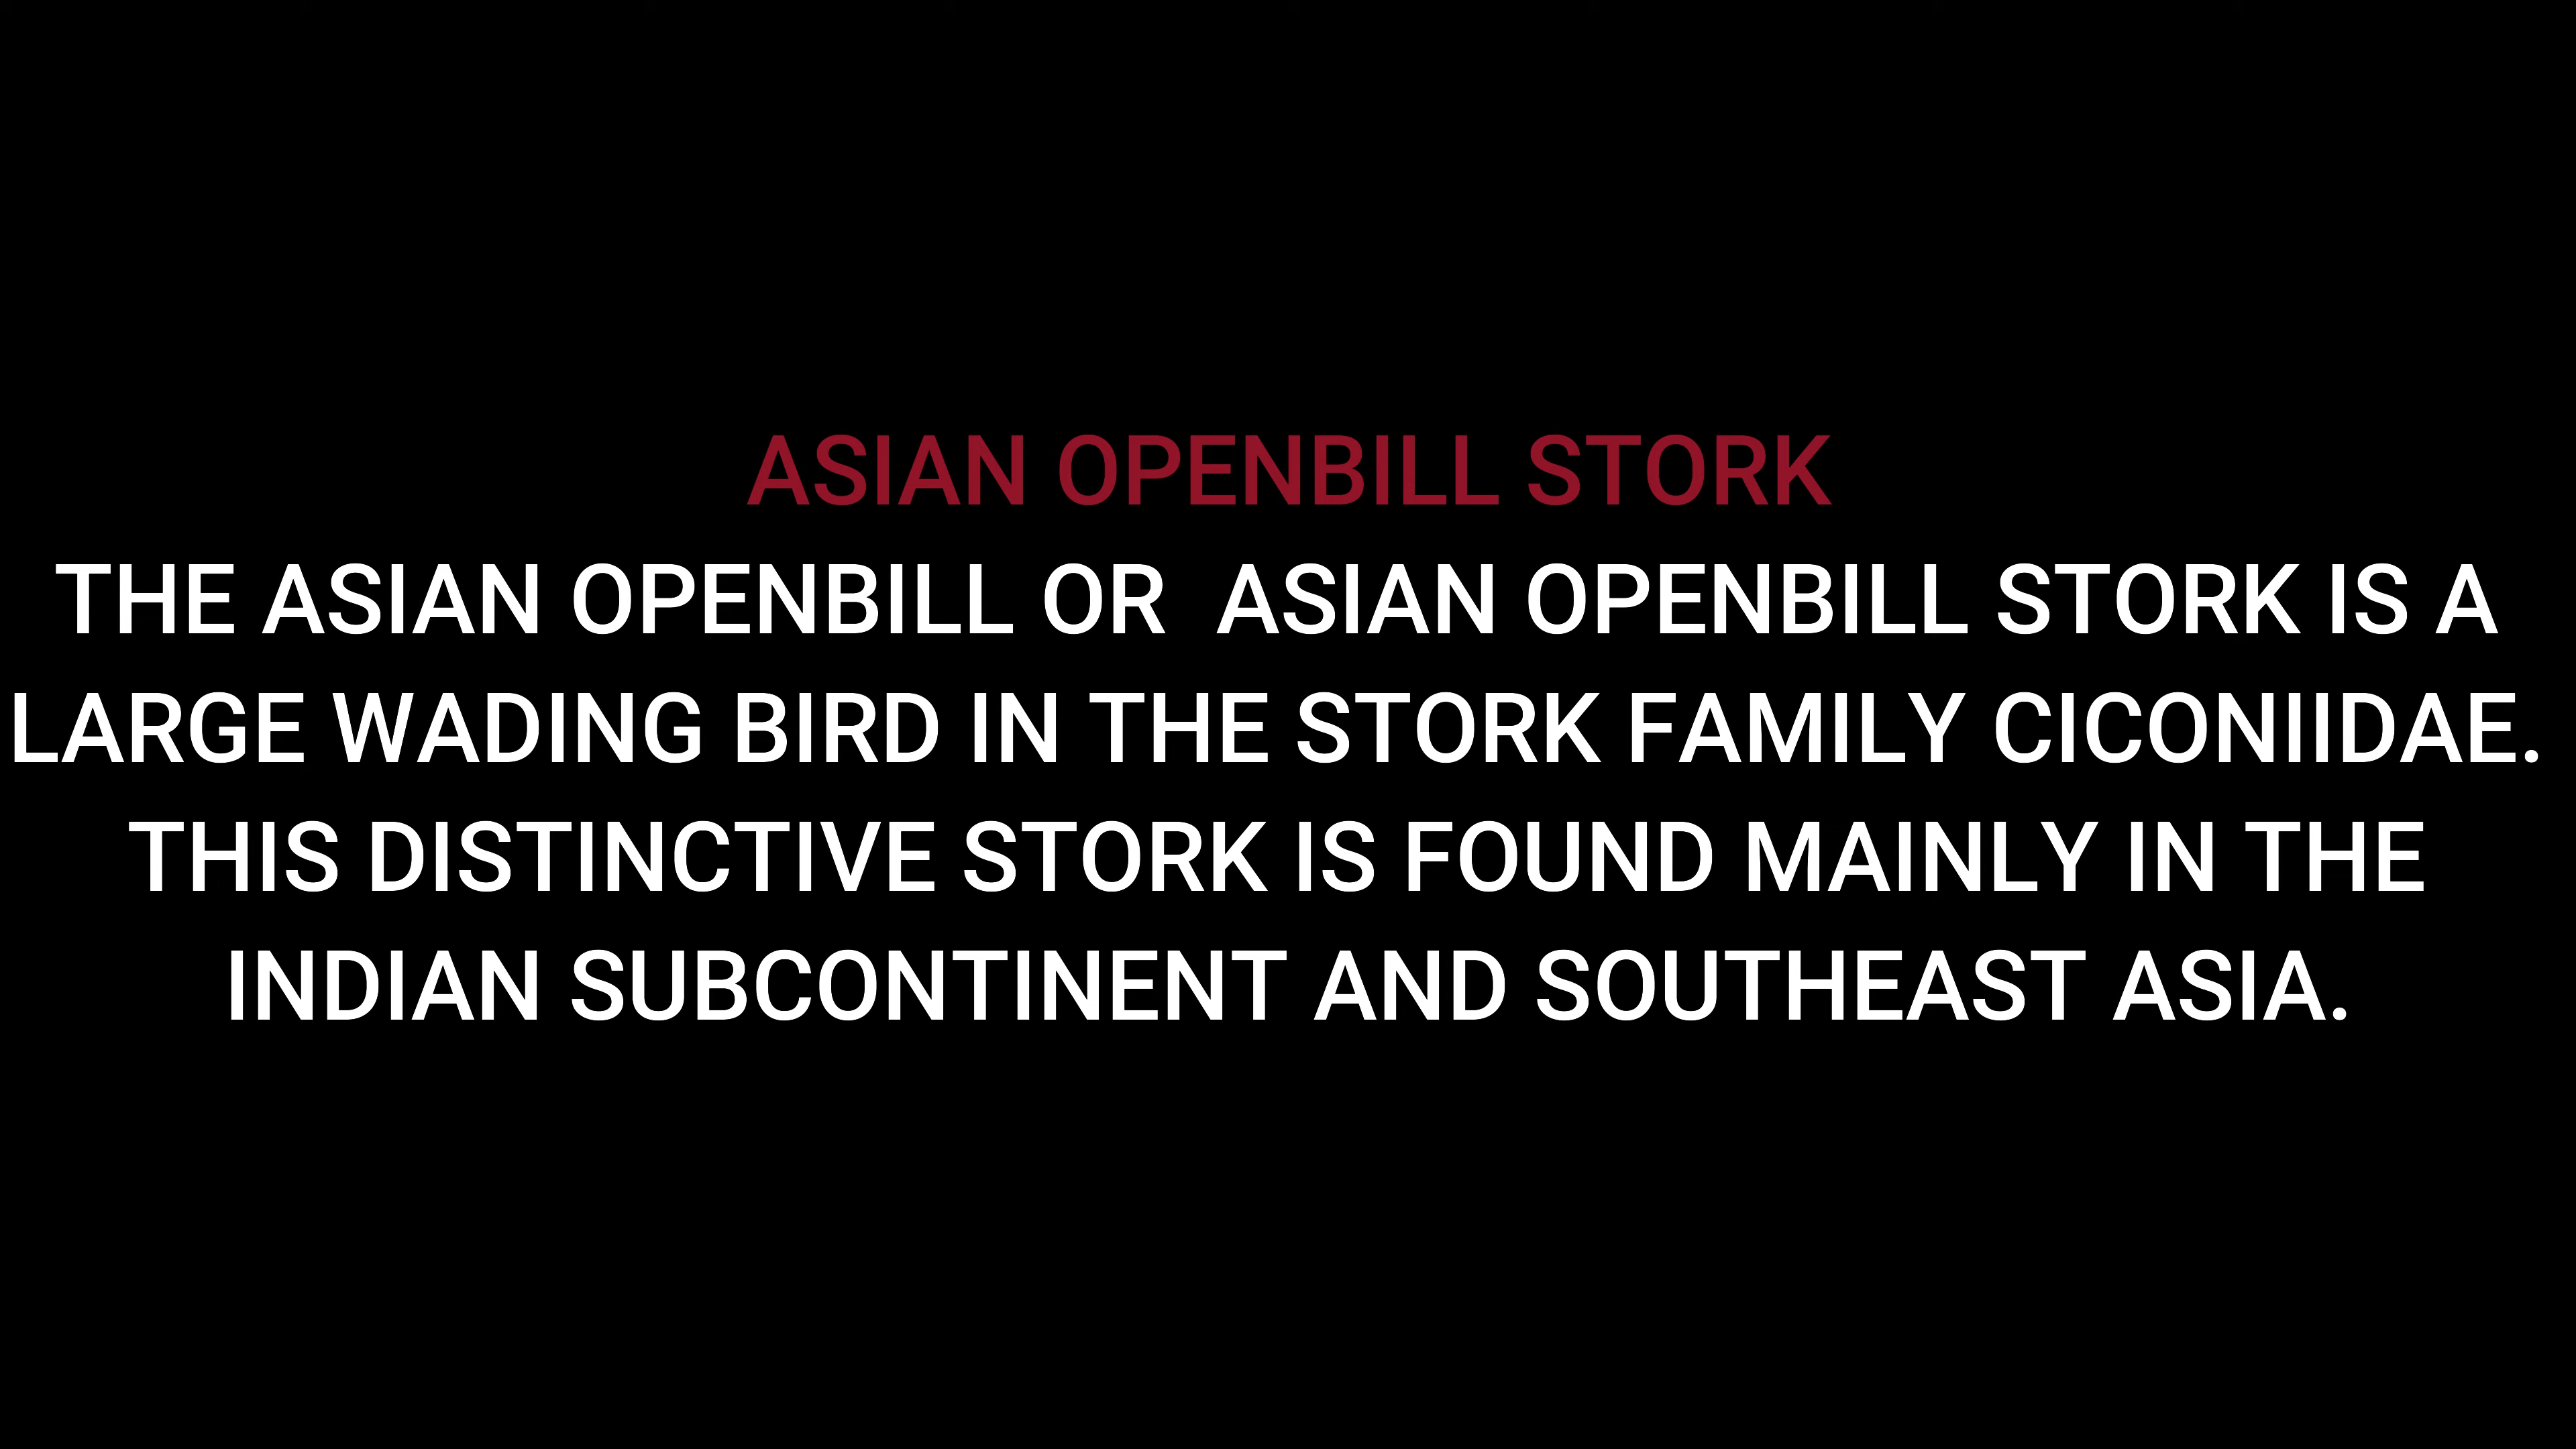 ASIAN OPENBILL STORK
THE ASIAN OPENBILL OR  ASIAN OPENBILL STORK IS A
LARGE WADING BIRD IN THE STORK FAMILY CICONIIDAE.
THIS DISTINCTIVE STORK IS FOUND MAINLY IN THE
INDIAN SUBCONTINENT AND SOUTHEAST ASIA.